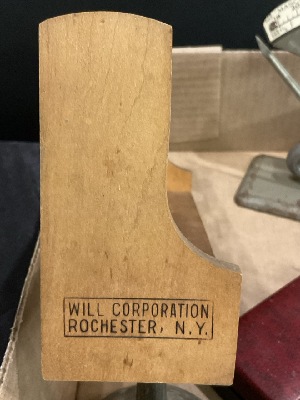 WILL CORPORATION
ROCHESTER, N.Y.